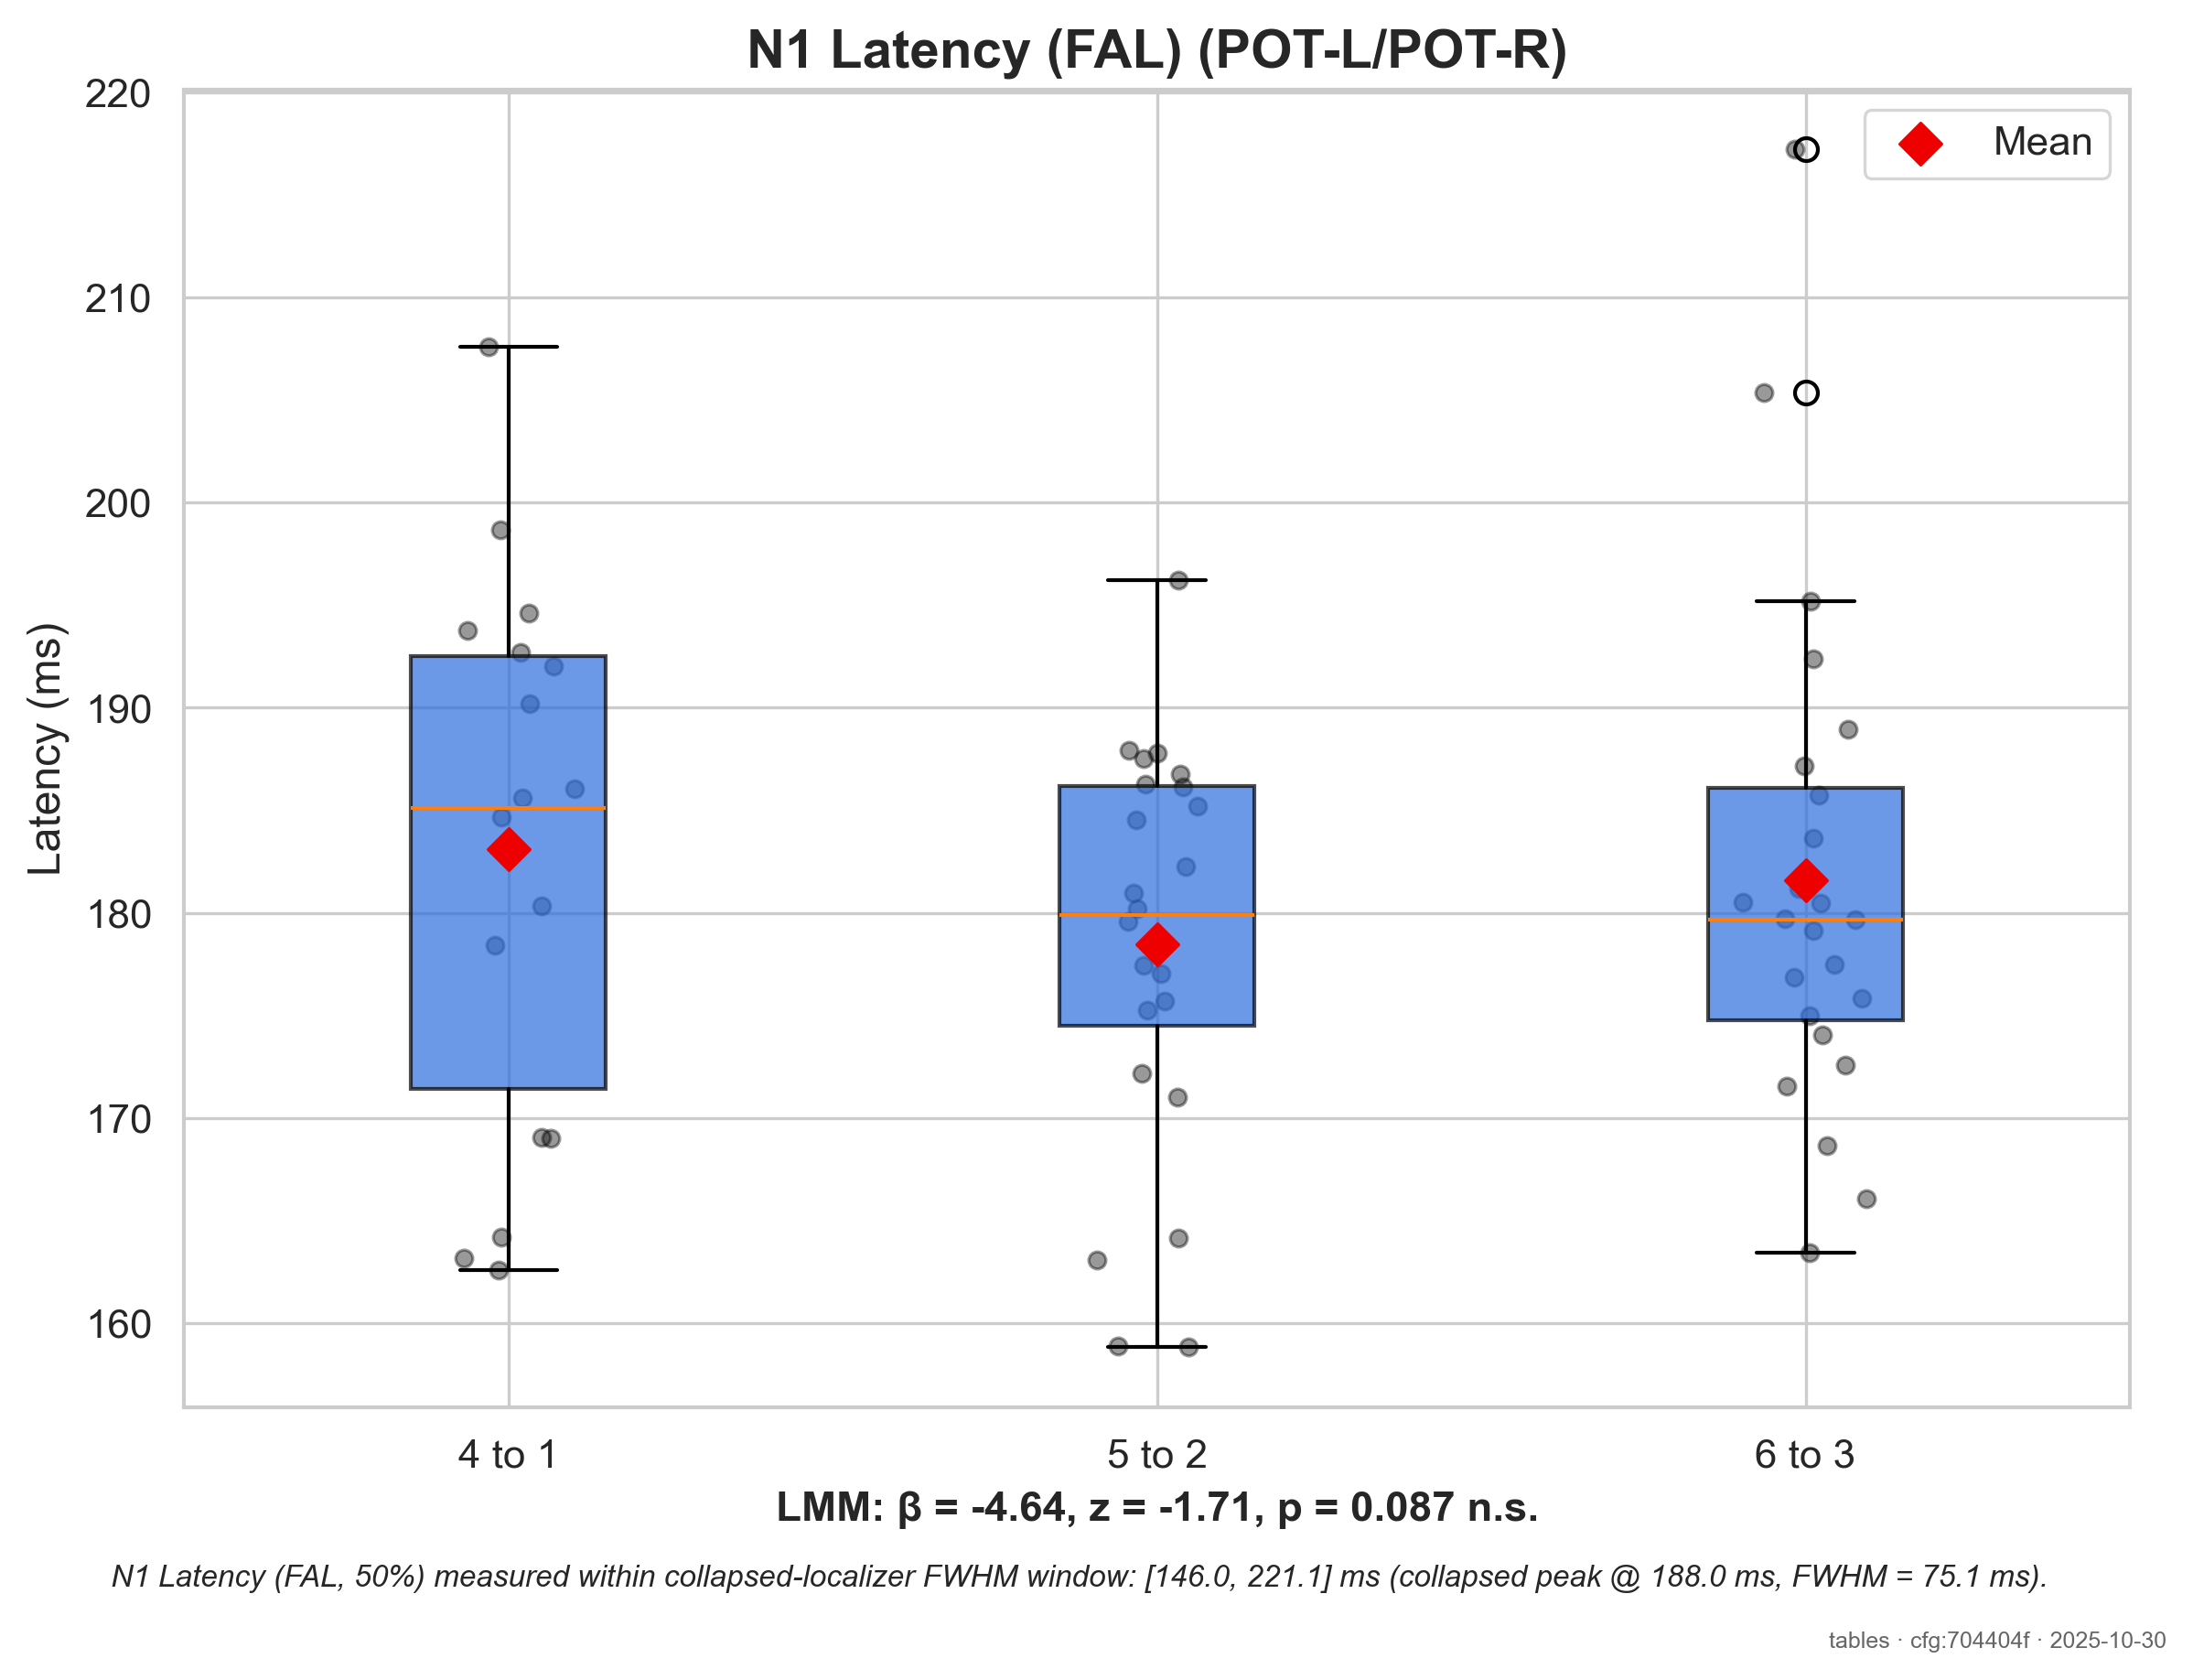 N1 Latency (FAL) (POT-L/POT-R)
220
210
200
190
180
170
160
Latency (ms)
Mean
4 to 1
5 to 2
6 to 3
LMM: β = -4.64, z = -1.71, p = 0.087 n.s.
N1 Latency (FAL, 50%) measured within collapsed-localizer FWHM window: [146.0, 221.1] ms (collapsed peak @ 188.0 ms, FWHM = 75.1 ms).
tables · cfg:704404f · 2025-10-30